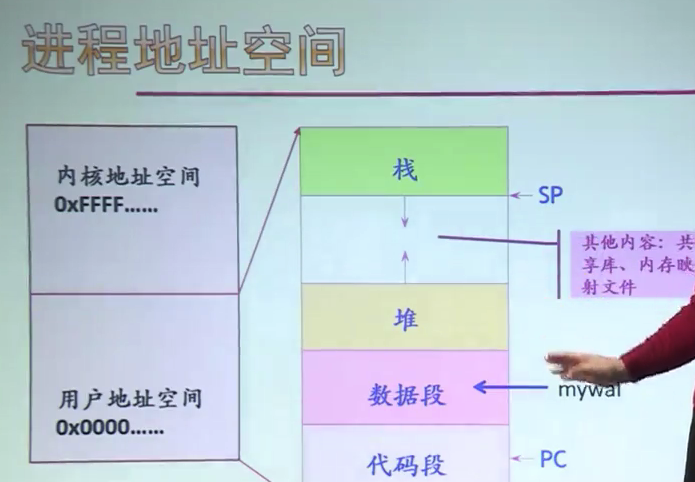 进程地址空间
内核地址空间
0xFFFF……
用户地址空间
0x0000……
栈
SP
其他内容：共
享库、内存映
射文件
堆
数据段
代码段
PC